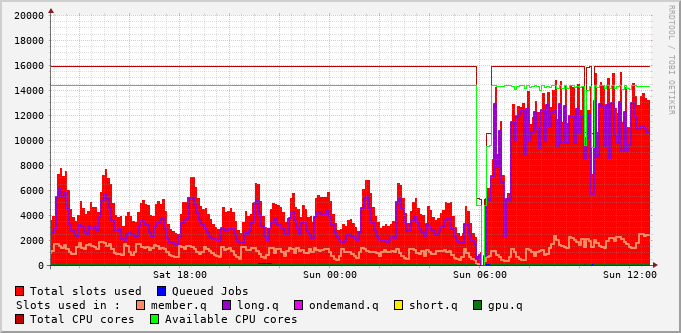 20000
18000
16000
14000
12000
10000
8000
6000
4000
2000
0
Sat 18:00 Sun 00:00 Sun 06:00 Sun 12:00
Total slots used Queued Jobs
Slots used in : member.q long.q ondemand.q short.q gpu.q
Total CPU cores Available CPU cores
RRDTOOL / TOBI OETIKER